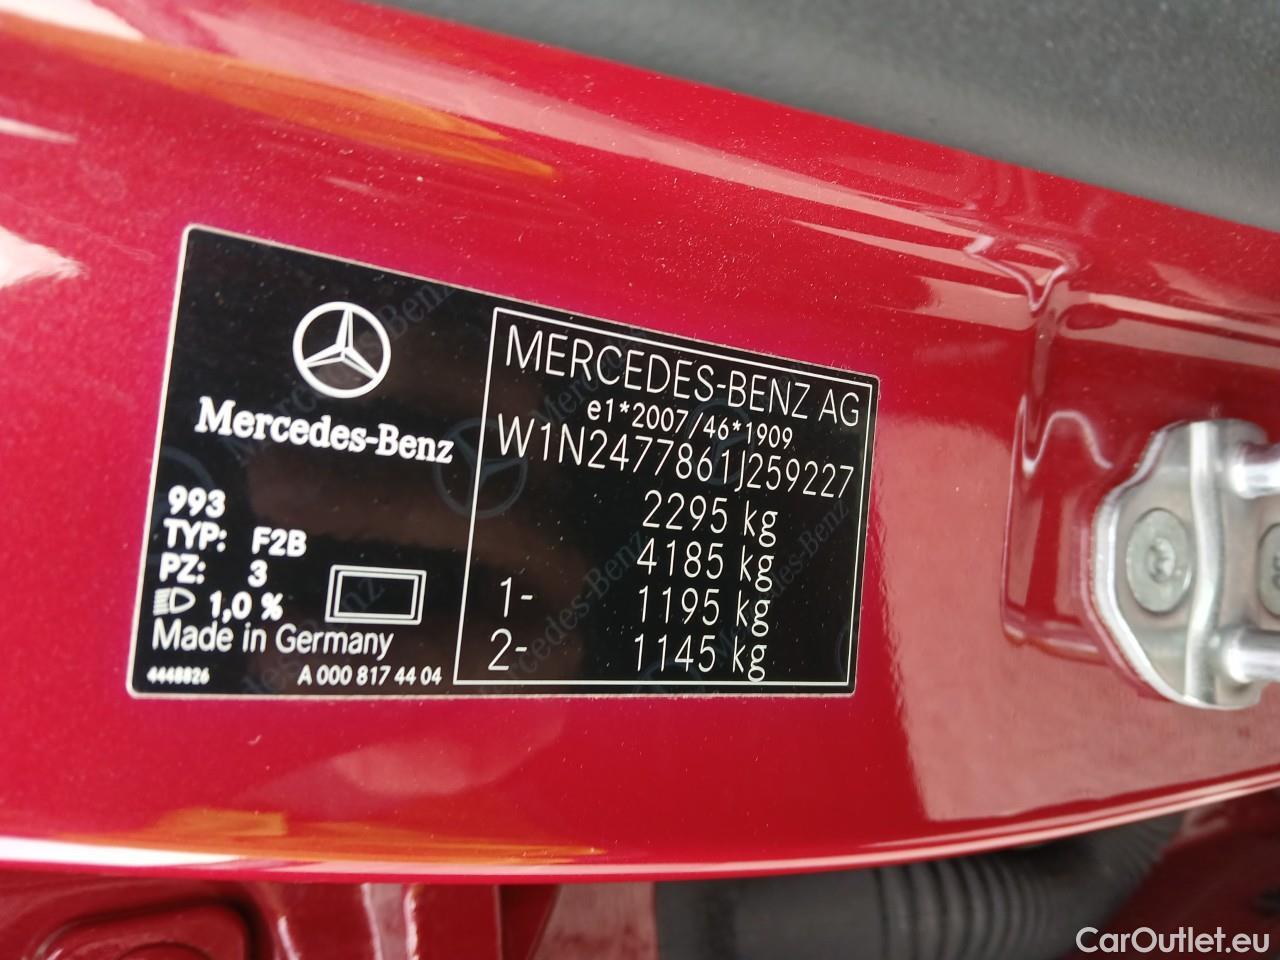 Mercedes-Benz
993
TYP: F2B
PZ: 3
1,0 %
Made in Germany
4448826
A 000 817 44 04
MERCEDES-BENZ AG
e1*2007/46*1909
W1N2477861J259227
2295 kg
4185 kg
1- 1195 kg
2- 1145 kg
CarOutlet.eu